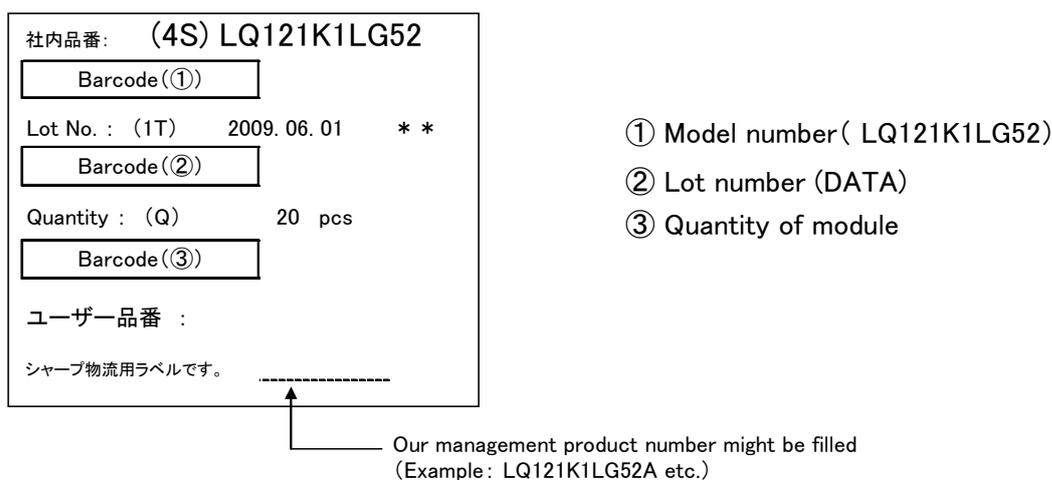 社内品番: (4S) LQ121K1LG52
Barcode(①)
Lot No. : (1T) 2009. 06. 01 * *
Barcode(②)
Quantity : (Q) 20 pcs
Barcode(③)
ユーザー品番 :
シャープ物流用ラベルです。
① Model number( LQ121K1LG52)
② Lot number (DATA)
③ Quantity of module
Our management product number might be filled
(Example: LQ121K1LG52A etc.)